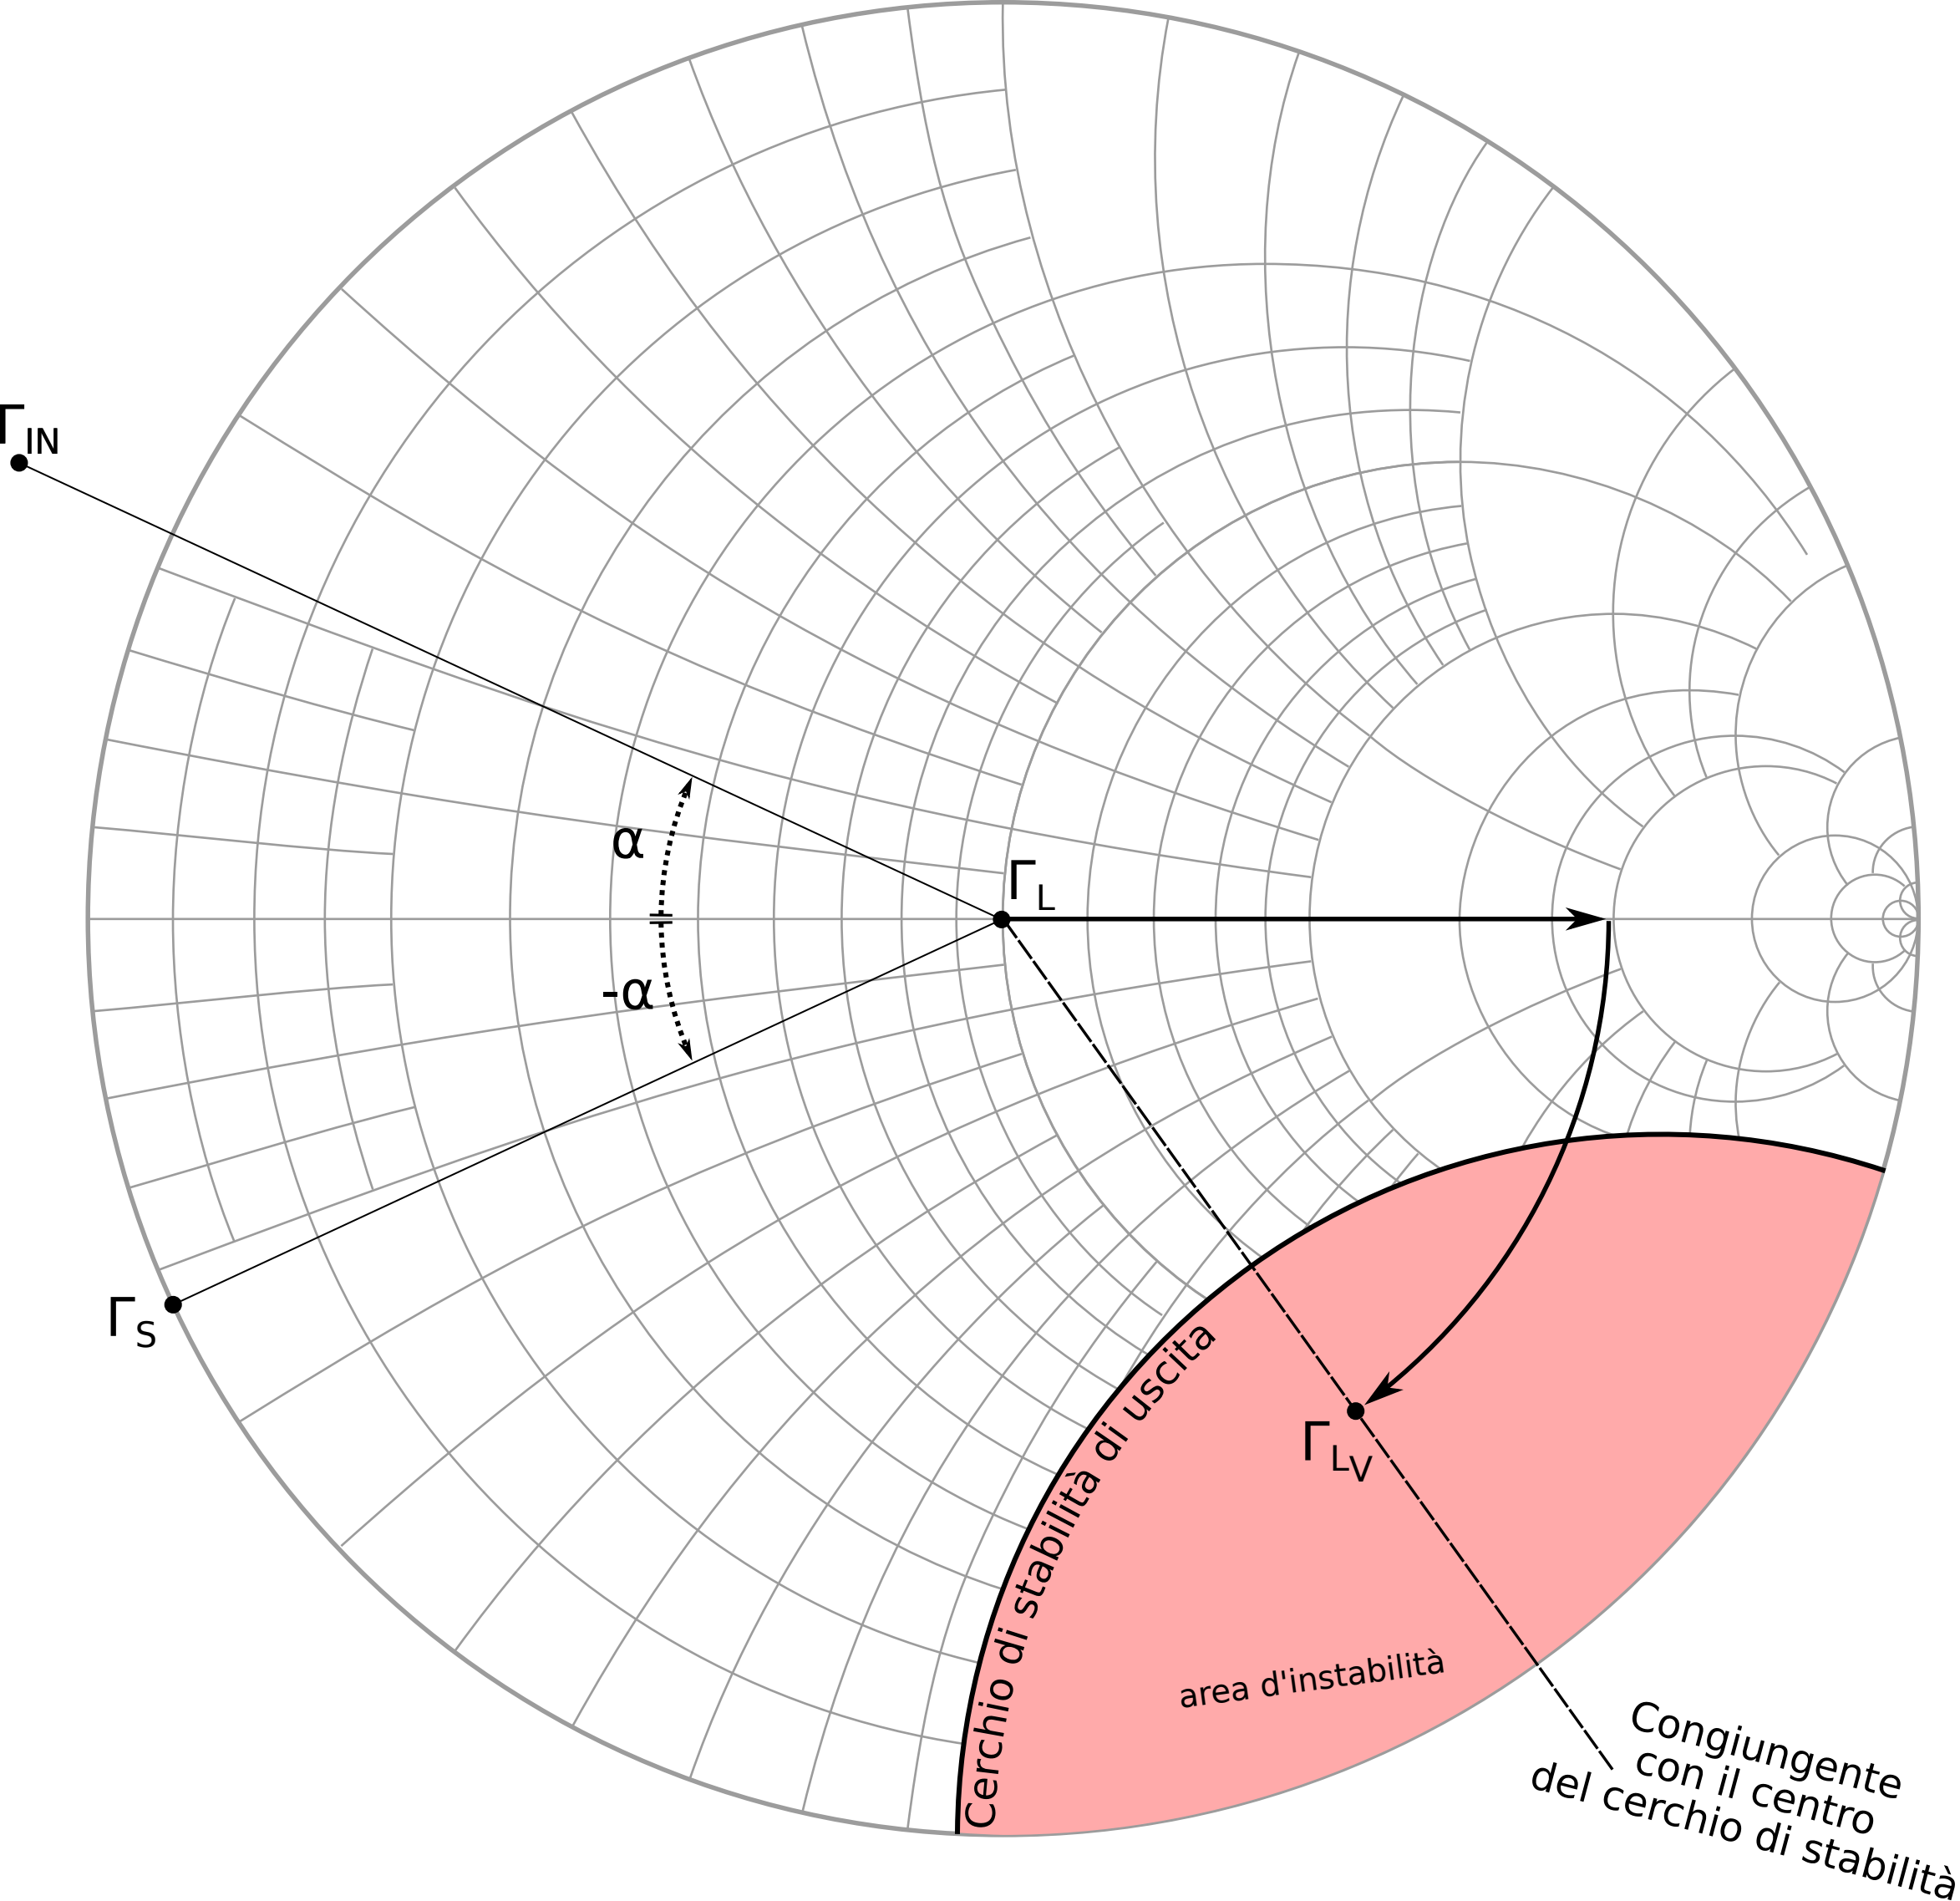 ΓIN
α
ΓL
-α
ΓS
Cerchio di stabilità di uscita
ΓLV
area d'instabilità
Congiungente
con il centro
del cerchio di stabilità